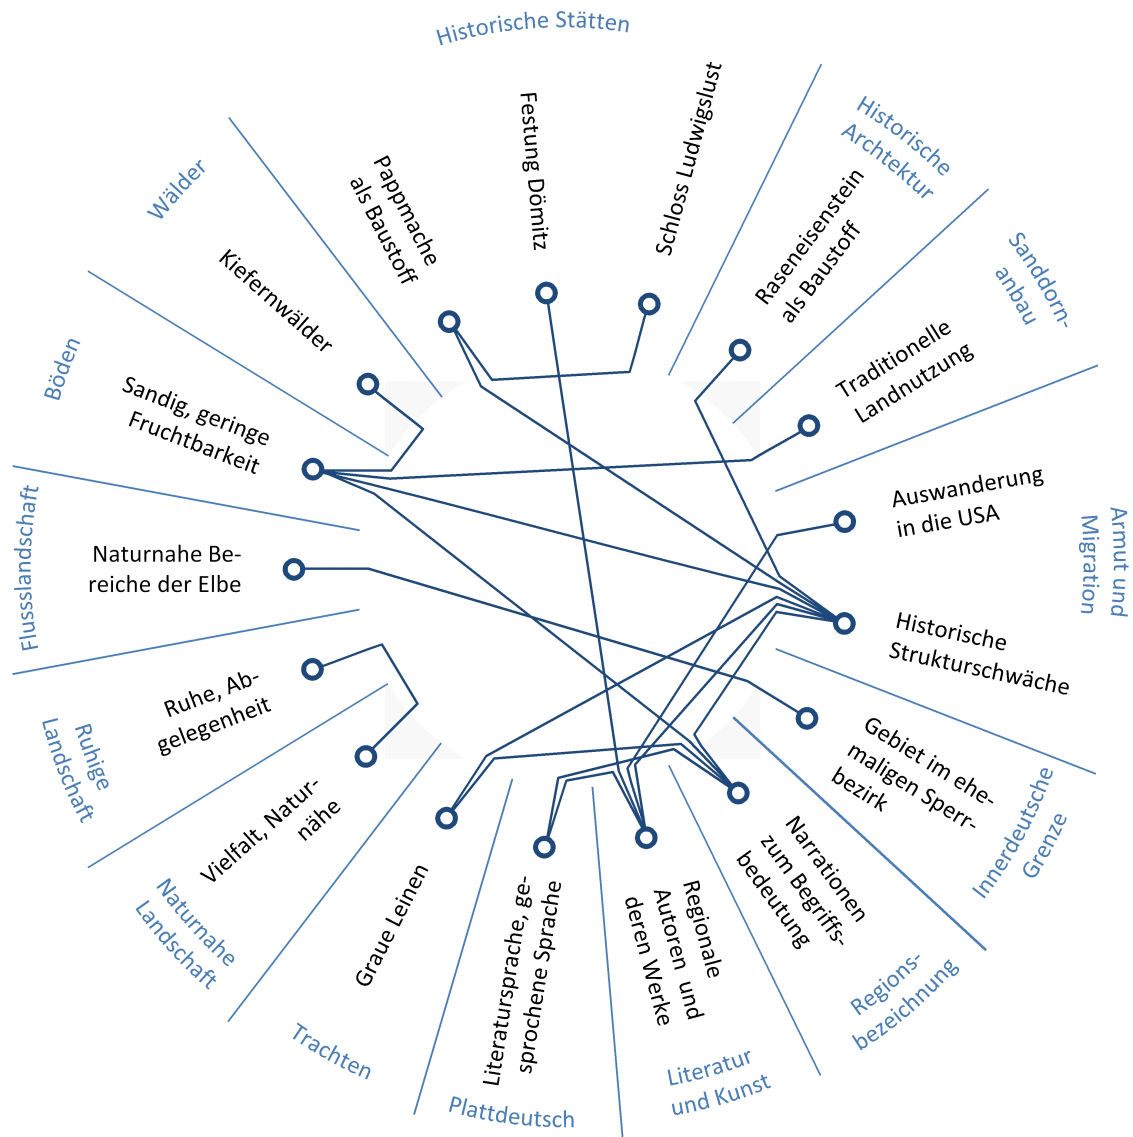 Historische Stätten
Festung Dömitz
Schloss Ludwigslust
Pappmache
als Baustoff
Historische
Archtektur
Raseneisenstein
als Baustoff
Sanddorn-
anbau
Traditionelle
Landnutzung
Armut und
Migration
Auswanderung
in die USA
Historische
Strukturschwäche
Innerdeutsche
Grenze
Gebiet im ehe-
maligen Sperr-
bezirk
Regions-
bezeichnung
Narrationen
zum Begriffs-
bedeutung
Literatur
und Kunst
Regionale
Autoren und
deren Werke
Plattdeutsch
Literatursprache, ge-
sprochene Sprache
Trachten
Graue Leinen
Naturnahe
Landschaft
Vielfalt, Natur-
nähe
Ruhige
Landschaft
Ruhe, Ab-
gelegenheit
Flussslandschaft
Naturnahe Be-
reiche der Elbe
Böden
Sandig, geringe
Fruchtbarkeit
Wälder
Kiefernwälder